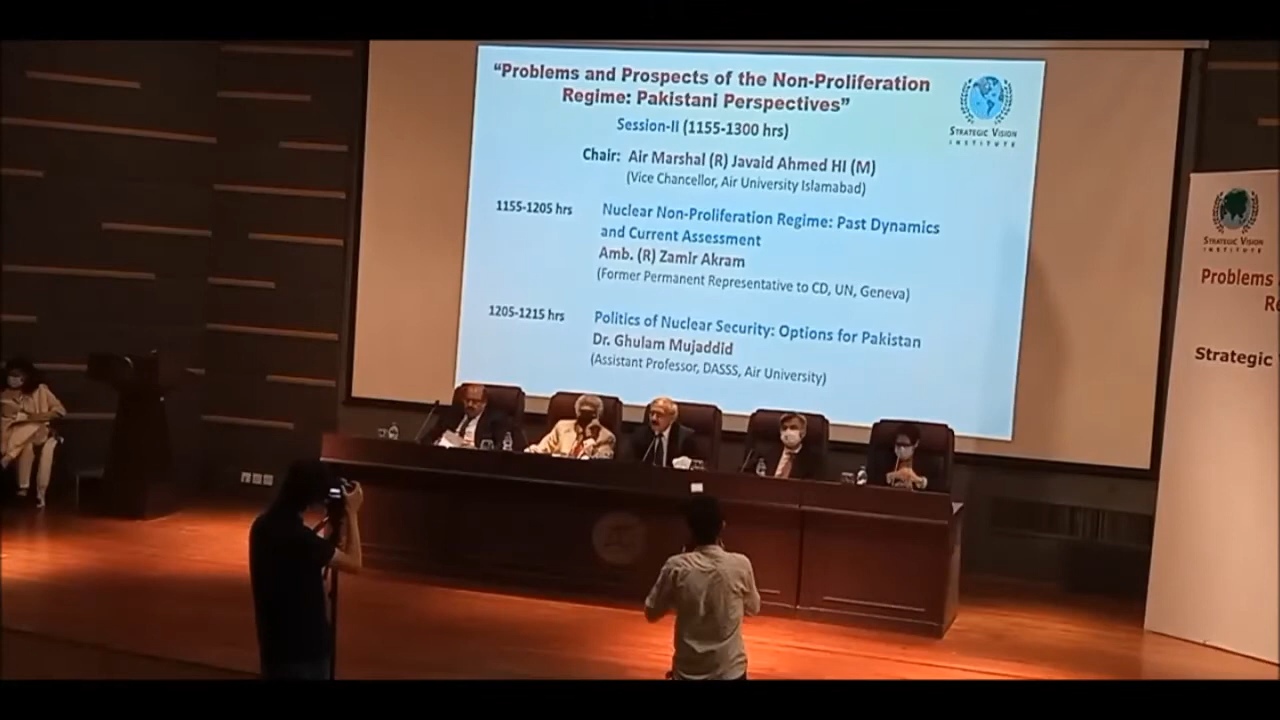 “Problems and Prospects of the Non-Proliferation
Regime: Pakistani Perspectives”
Session-II (1155-1300 hrs)
Chair: Air Marshal (R) Javaid Ahmed HI (M)
(Vice Chancellor, Air University Islamabad)
1155-1205 hrs
Nuclear Non-Proliferation Regime: Past Dynamics
and Current Assessment
Amb. (R) Zamir Akram
(Former Permanent Representative to CD, UN, Geneva)
1205-1215 hrs
Politics of Nuclear Security: Options for Pakistan
Dr. Ghulam Mujaddid
(Assistant Professor, DASSS, Air University)
STRATEGIC VISION
INSTITUTE
STRATEGIC VISION
INSTITUTE
Problems
R
Strategic